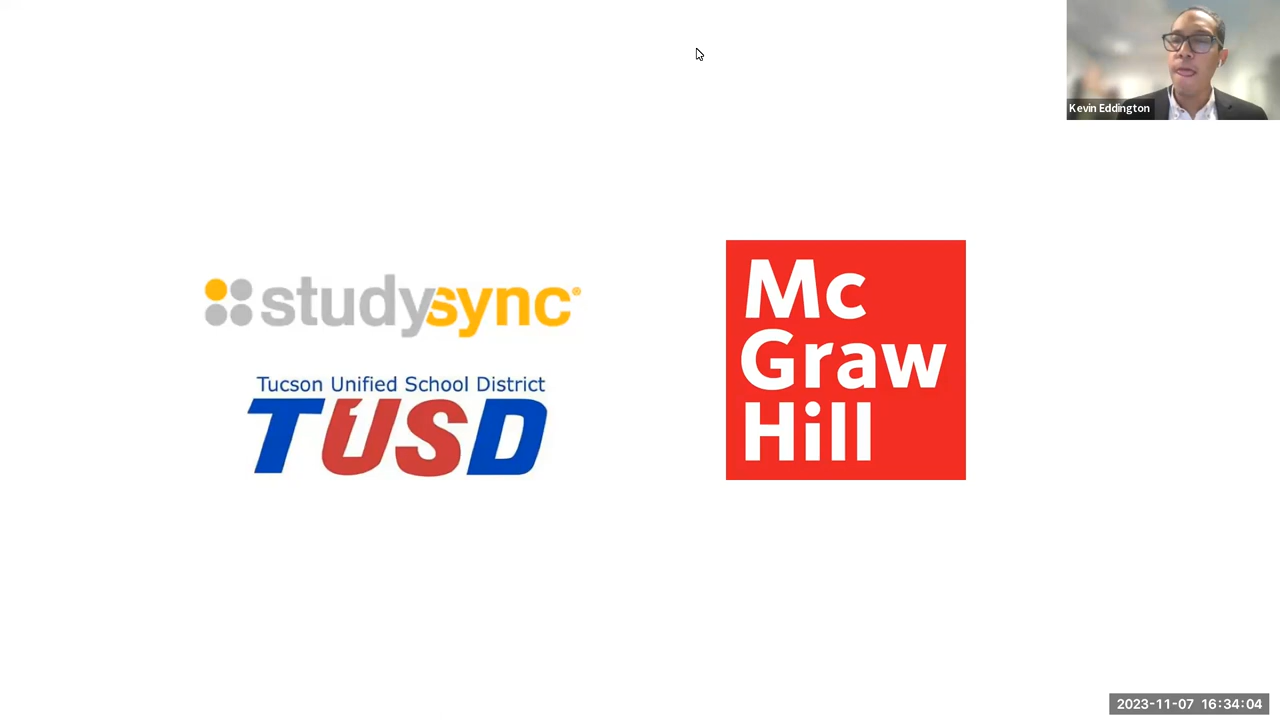 Kevin Eddington
studysync®
Tucson Unified School District
TUSD
Mc
Graw
Hill
2023-11-07 16:34:04